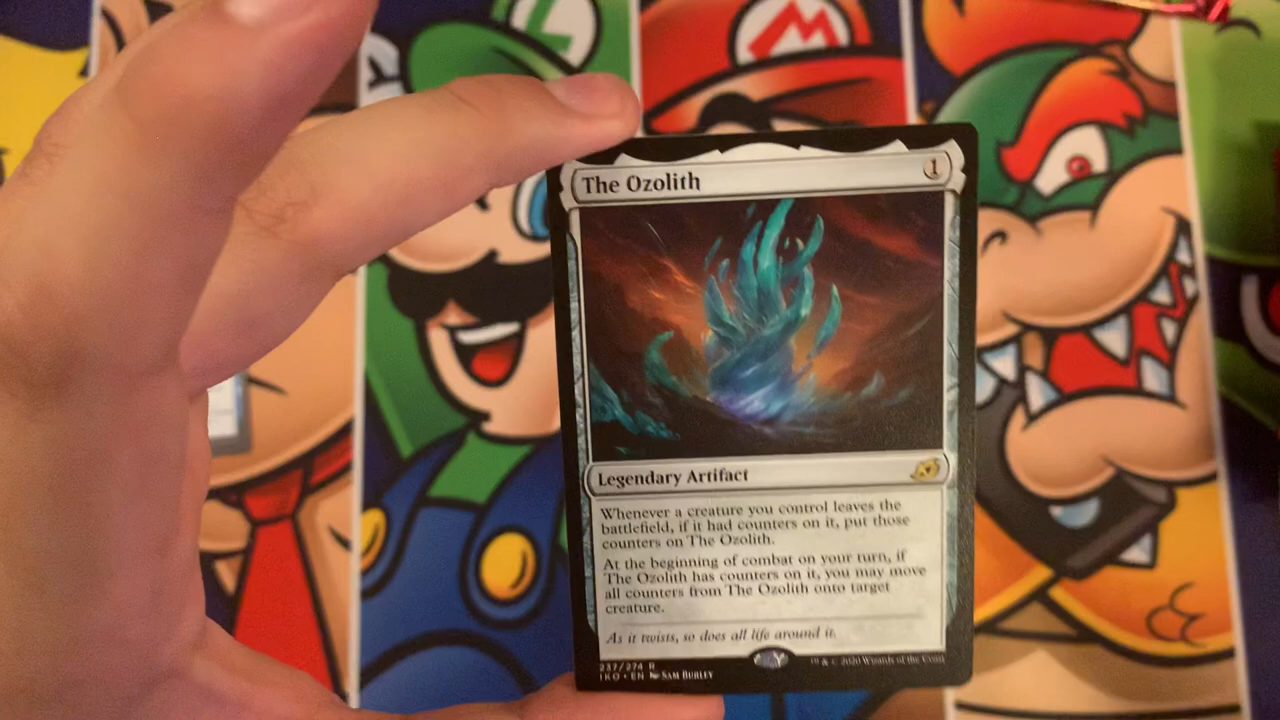 L
M
The Ozolith
1
Legendary Artifact
Whenever a creature you control leaves the
battlefield, if it had counters on it, put those
counters on The Ozolith.
At the beginning of combat on your turn, if
The Ozolith has counters on it, you may move
all counters from The Ozolith onto target
creature.
As it twists, so does all life around it.
237/274 R
IKO • EN SAM BURLEY
™ & © 2020 Wizards of the Coast